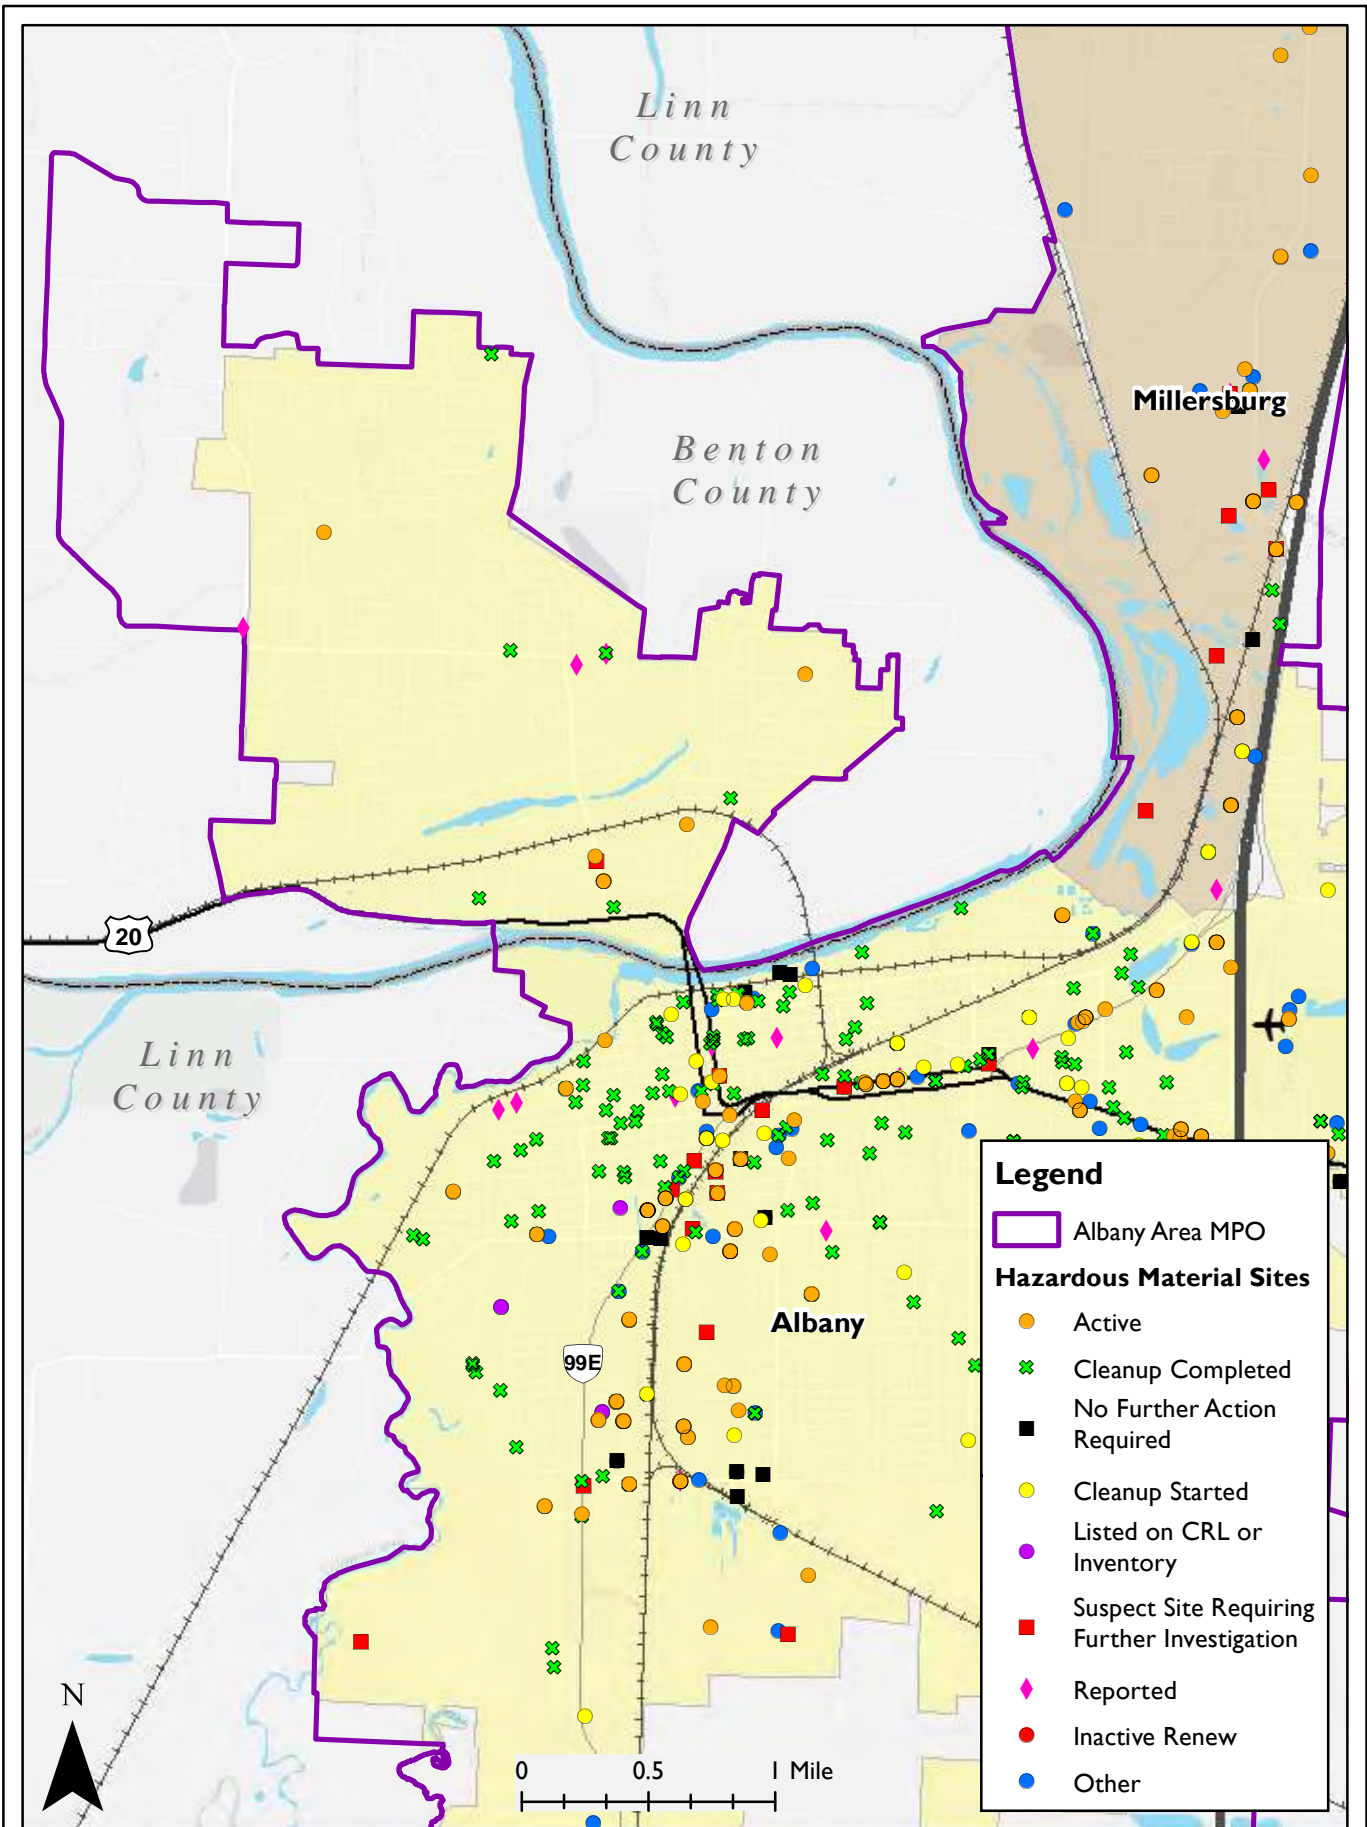 Linn
County
Millersburg
Benton
County
20
Linn
County
Albany
99E
Legend
Albany Area MPO
Hazardous Material Sites
Active
Cleanup Completed
No Further Action
Required
Cleanup Started
Listed on CRL or
Inventory
Suspect Site Requiring
Further Investigation
Reported
Inactive Renew
Other
N
0 0.5 1 Mile